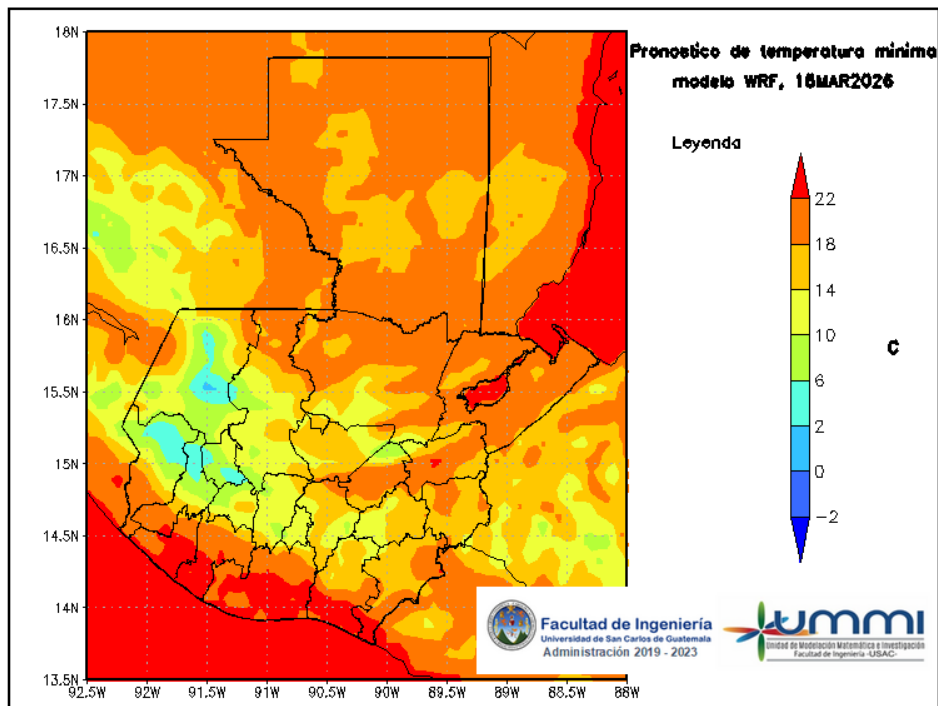 Pronostico de temperatura minima
modelo WRF, 18MAR2026
Leyenda
22
18
14
10
6
2
0
−2
C
18N
17.5N
17N
16.5N
16N
15.5N
15N
14.5N
14N
13.5N
92.5W
92W
91.5W
91W
90.5W
90W
89.5W
89W
88.5W
88W
Facultad de Ingeniería
Universidad de San Carlos de Guatemala
Administración 2019 - 2023
UMMI
Unidad de Modelación Matemática e Investigación
Facultad de Ingeniería -USAC-